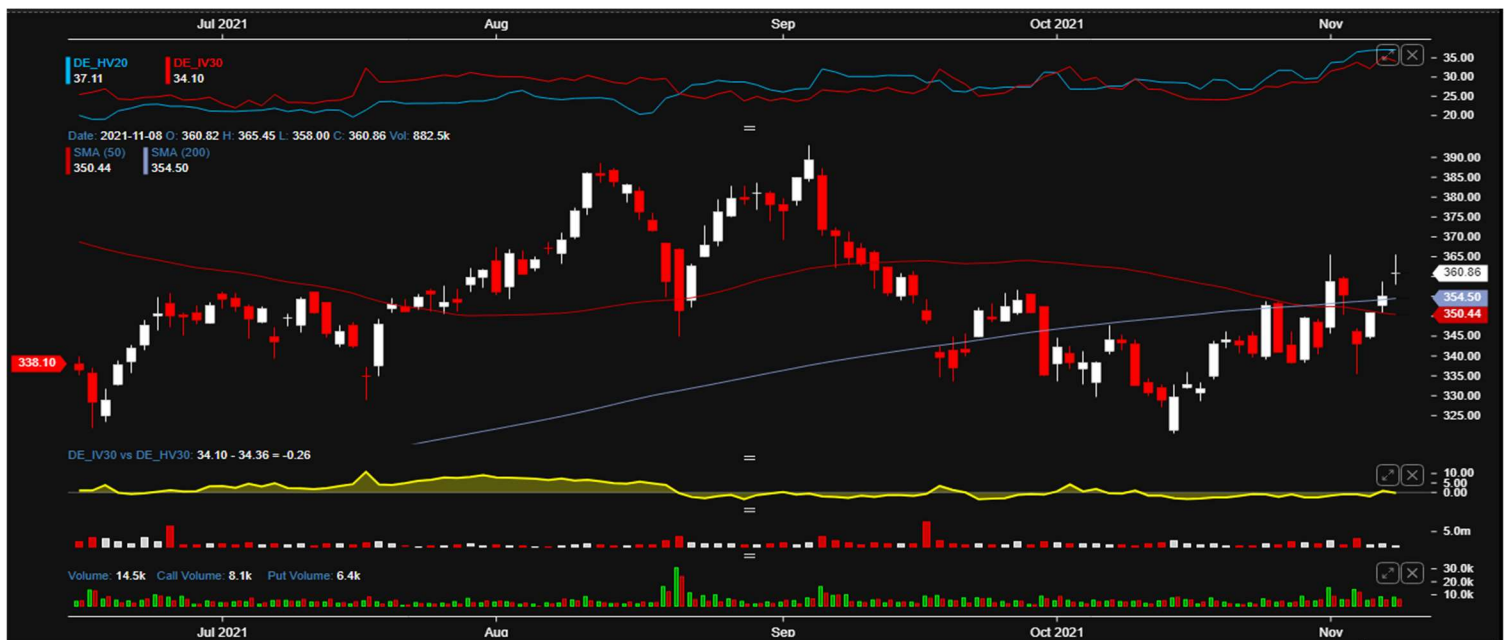 Jul 2021 Aug Sep Oct 2021 Nov
DE_HV20 DE_IV30
37.11 34.10
35.00
30.00
25.00
20.00
Date: 2021-11-08 O: 360.82 H: 365.45 L: 358.00 C: 360.86 Vol: 882.5k
SMA (50) SMA (200)
350.44 354.50
390.00
385.00
380.00
375.00
370.00
365.00
360.86
354.50
350.44
345.00
340.00
338.10
335.00
330.00
325.00
DE_IV30 vs DE_HV30: 34.10 - 34.36 = -0.26
10.00
5.00
0.00
5.0m
Volume: 14.5k Call Volume: 8.1k Put Volume: 6.4k
30.0k
20.0k
10.0k
Jul 2021 Aug Sep Oct 2021 Nov